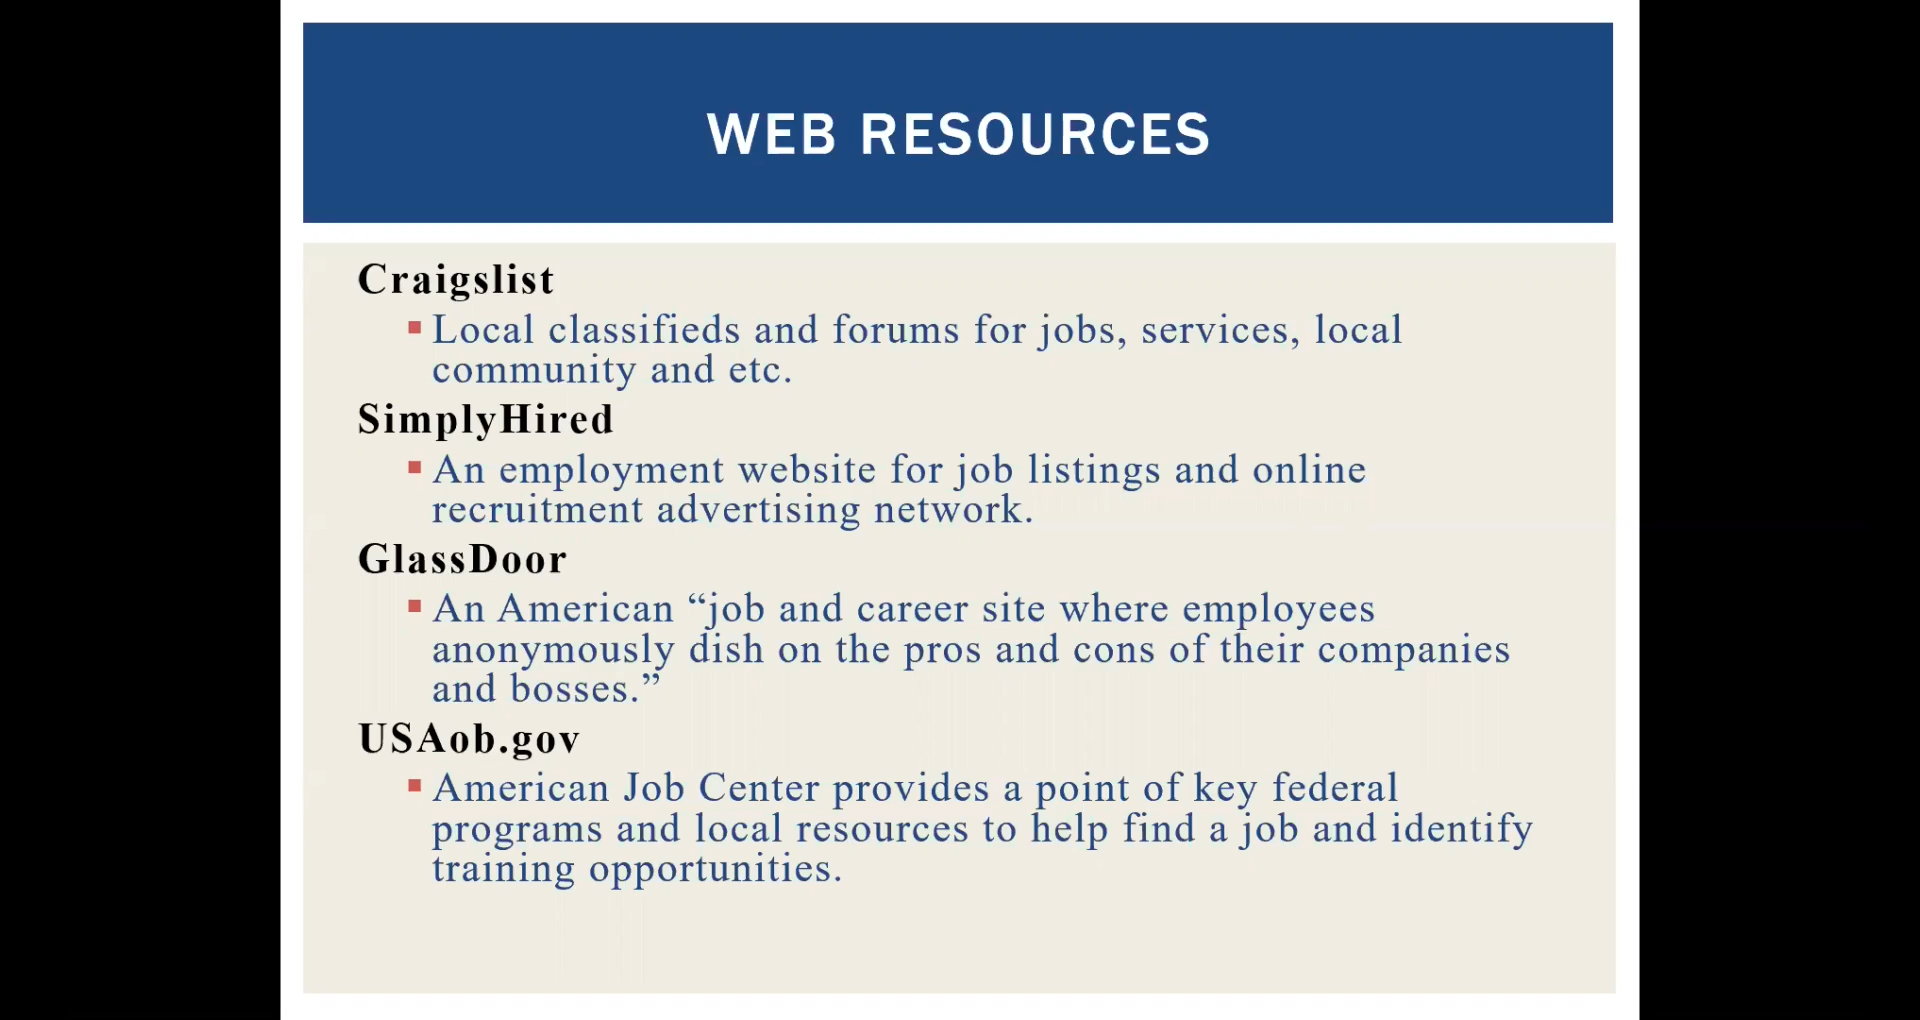 WEB RESOURCES
Craigslist
Local classifieds and forums for jobs, services, local
community and etc.
SimplyHired
An employment website for job listings and online
recruitment advertising network.
GlassDoor
An American “job and career site where employees
anonymously dish on the pros and cons of their companies
and bosses.”
USAob.gov
American Job Center provides a point of key federal
programs and local resources to help find a job and identify
training opportunities.